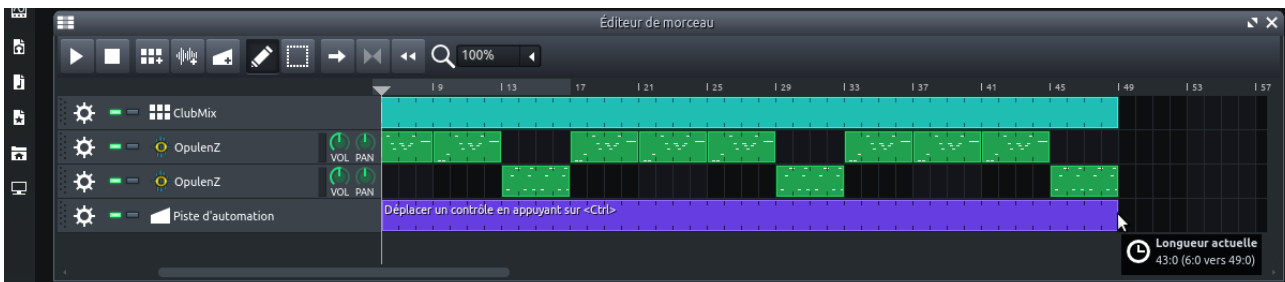 Éditeur de morceau
100%
9 13 17 21 25 29 33 37 41 45 49 53 57
ClubMix
OpulenZ
VOL PAN
OpulenZ
VOL PAN
Piste d'automation
Déplacer un contrôle en appuyant sur <Ctrl>
Longueur actuelle
43:0 (6:0 vers 49:0)